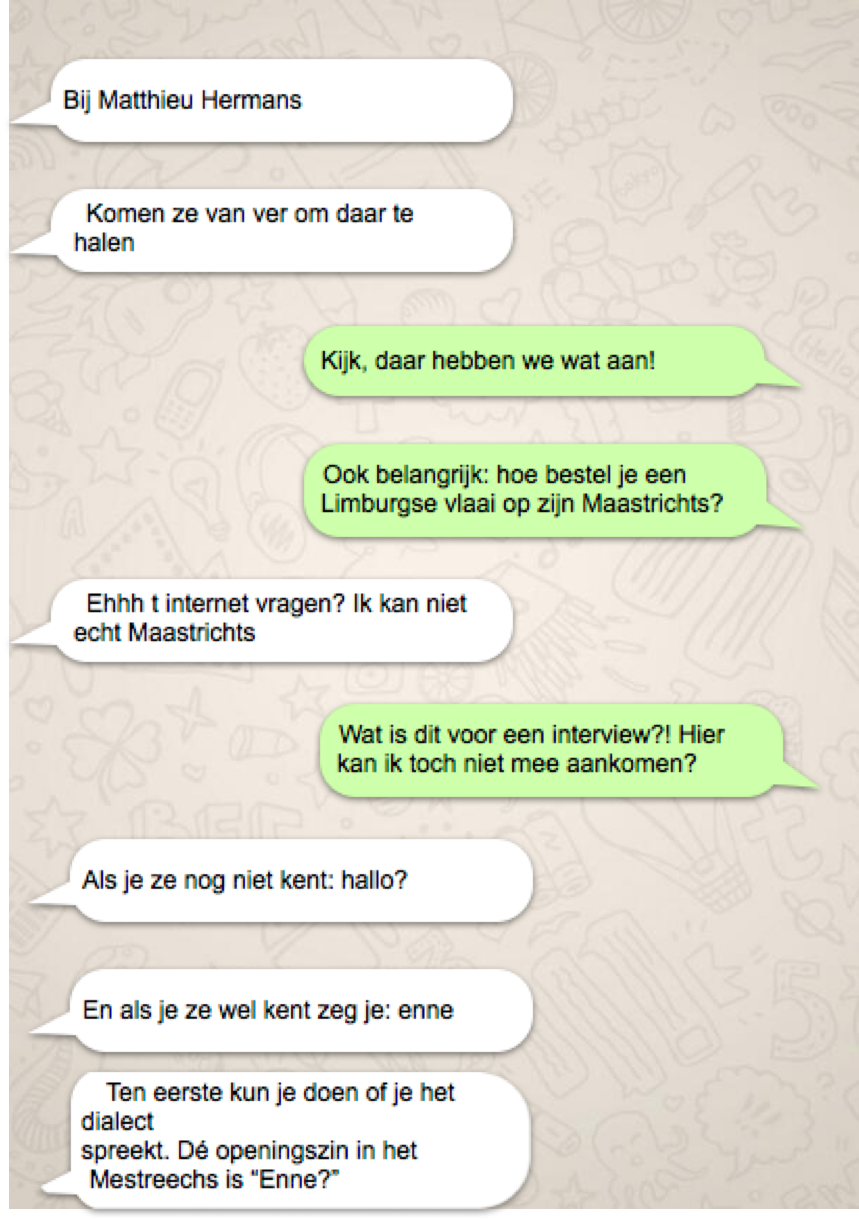 Bij Matthieu Hermans
Komen ze van ver om daar te
halen
Kijk, daar hebben we wat aan!
Ook belangrijk: hoe bestel je een
Limburgse vlaai op zijn Maastrichts?
Ehhh t internet vragen? Ik kan niet
echt Maastrichts
Wat is dit voor een interview?! Hier
kan ik toch niet mee aankomen?
Als je ze nog niet kent: hallo?
En als je ze wel kent zeg je: enne
Ten eerste kun je doen of je het
dialect
spreekt. Dé openingszin in het
Mestreechs is “Enne?”